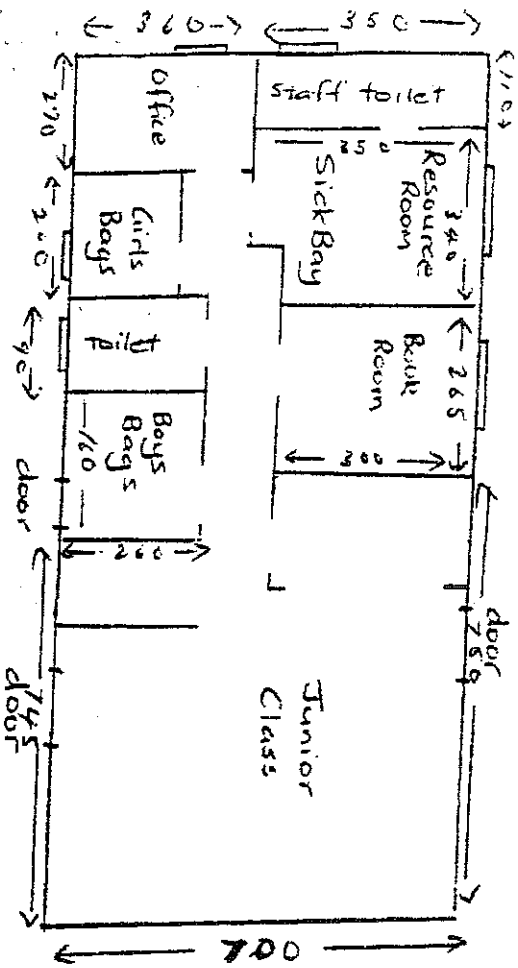 360
350
110
Office
Staff toilet
270
350
Resource
Room
340
Sick Bay
Girls
Bags
200
Toilet
90
Book
Room
265
300
Boys
Bags
160
door
260
door
750
745
door
Junior
Class
700